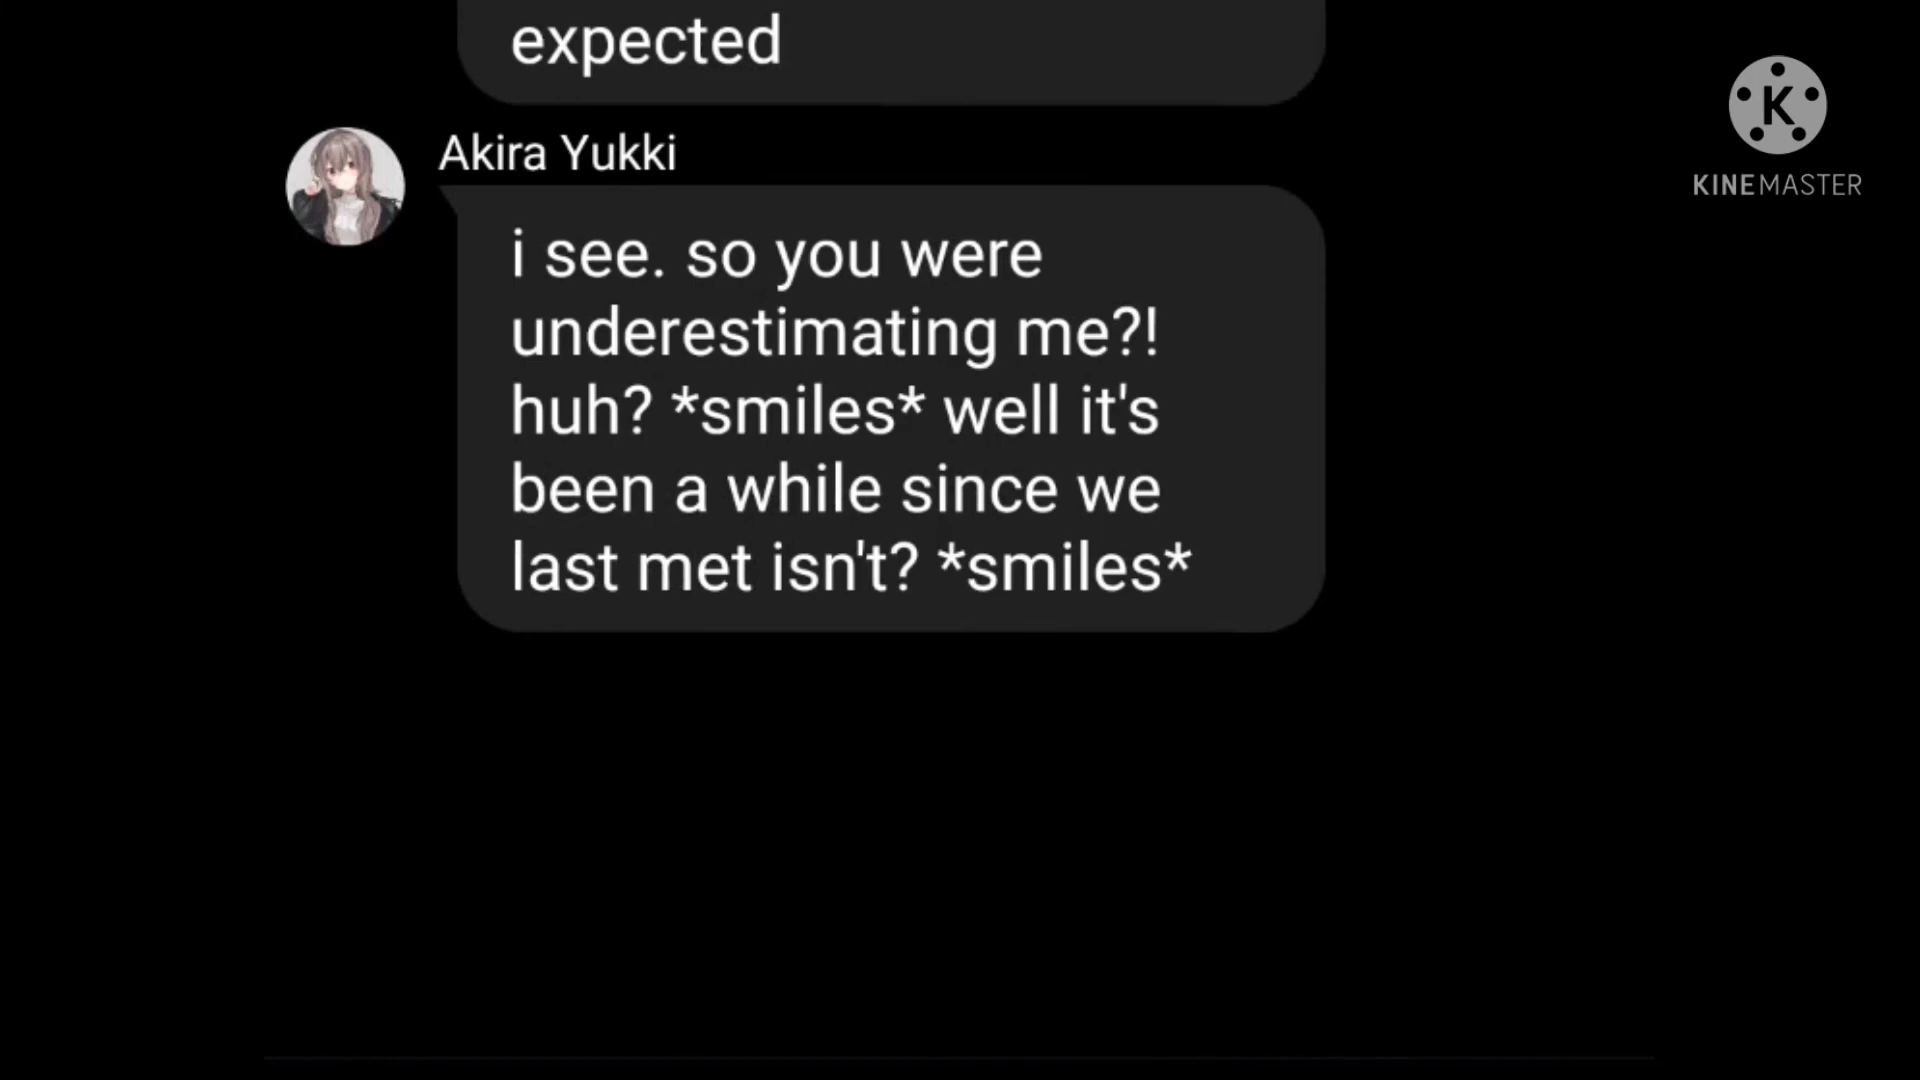 expected
Akira Yukki
i see. so you were
underestimating me?!
huh? *smiles* well it's
been a while since we
last met isn't? *smiles*
K
KINEMASTER